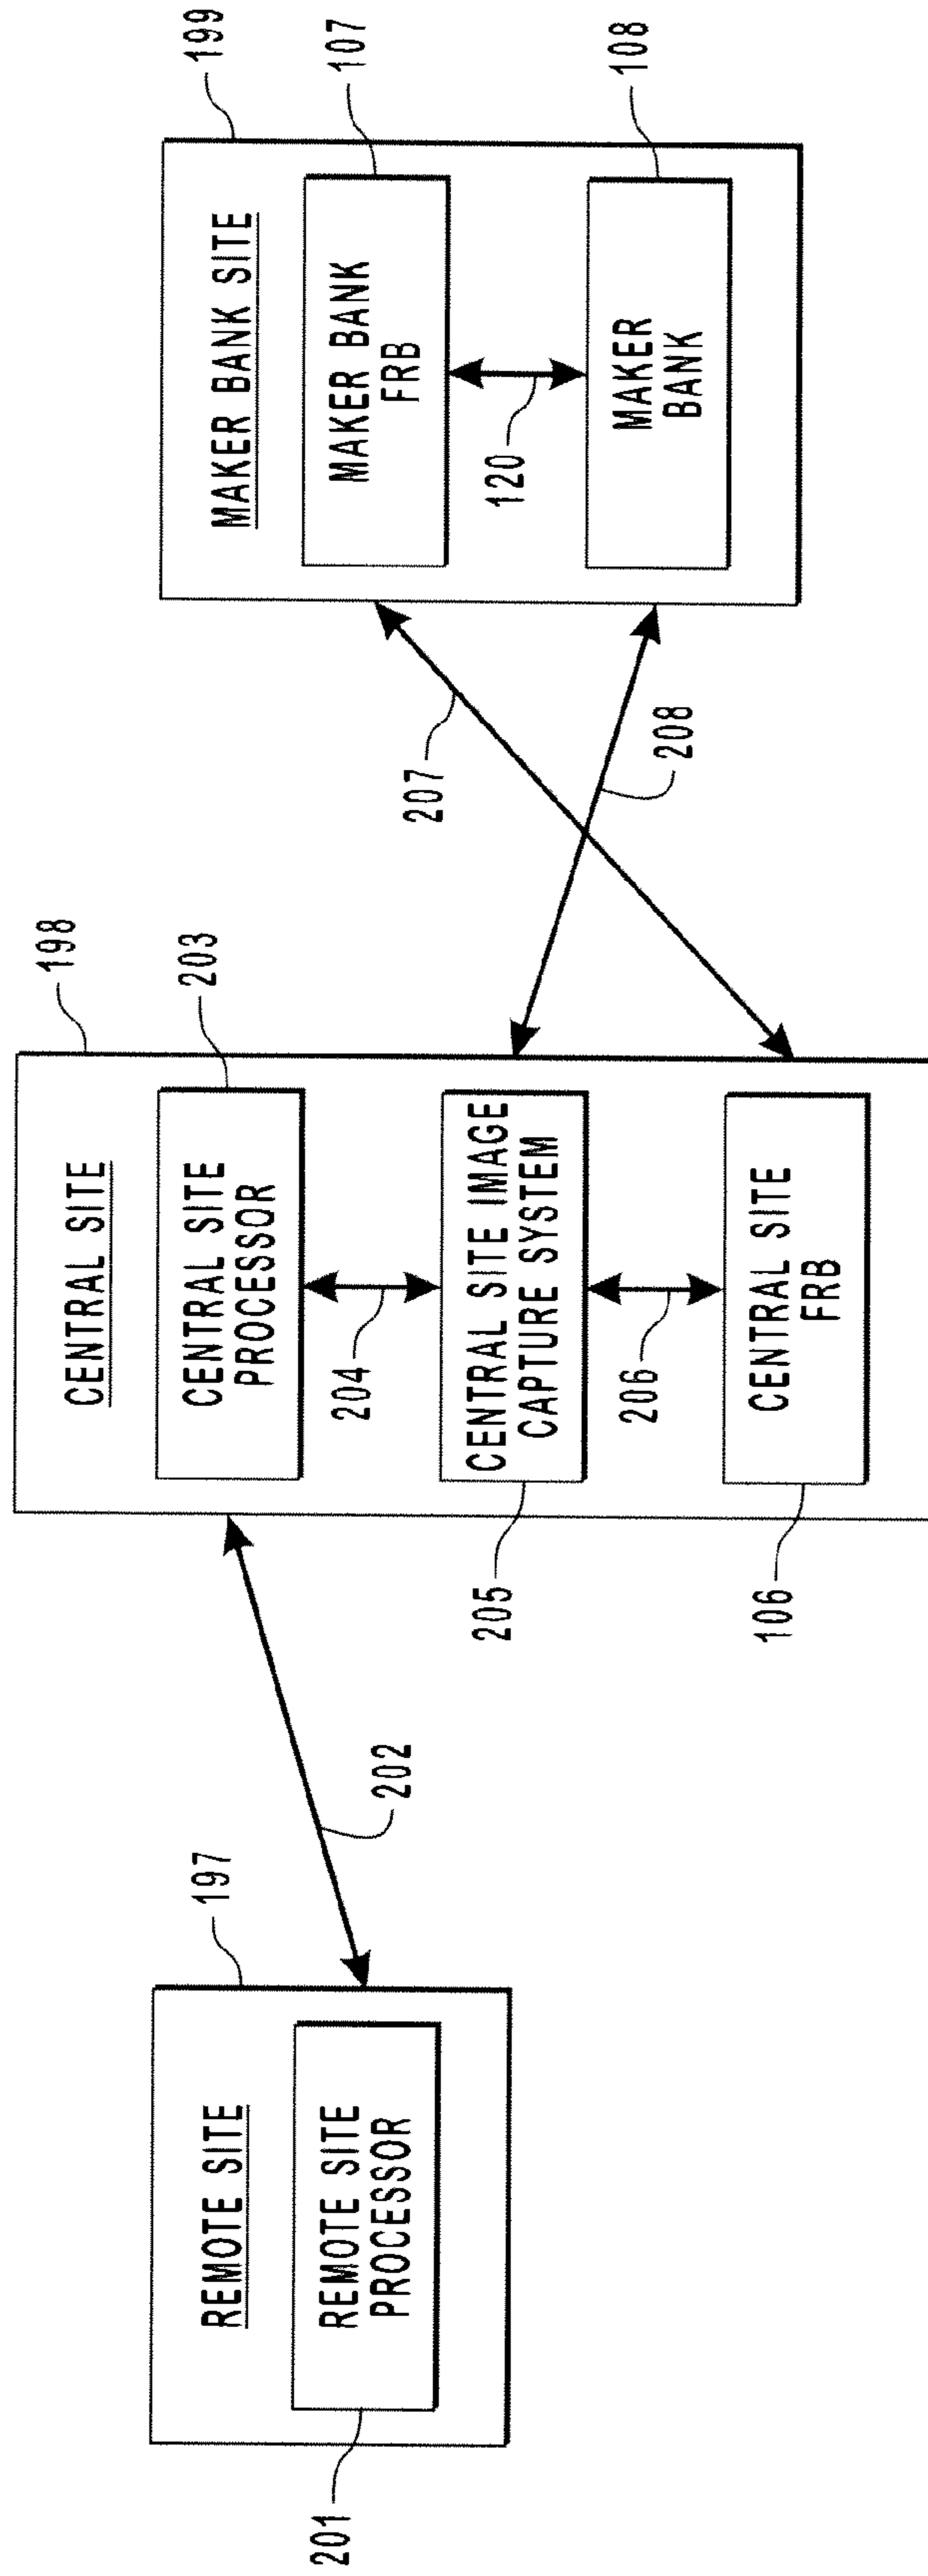 REMOTE SITE
REMOTE SITE
PROCESSOR
201
197
202
CENTRAL SITE
CENTRAL SITE
PROCESSOR
203
198
204
CENTRAL SITE IMAGE
CAPTURE SYSTEM
205
206
CENTRAL SITE
FRB
106
207
208
MAKER BANK SITE
MAKER BANK
FRB
120
MAKER
BANK
199
107
108